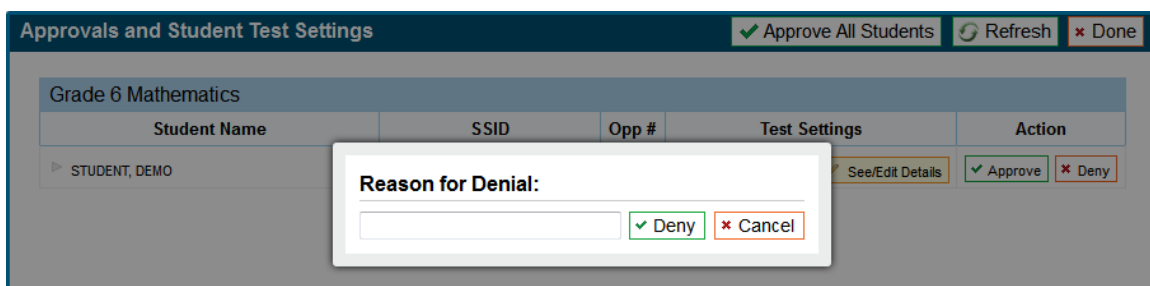 Approvals and Student Test Settings Approve All Students Refresh Done
Grade 6 Mathematics
Student Name SSID Opp # Test Settings Action
STUDENT, DEMO See/Edit Details Approve Deny
Reason for Denial:
Deny Cancel